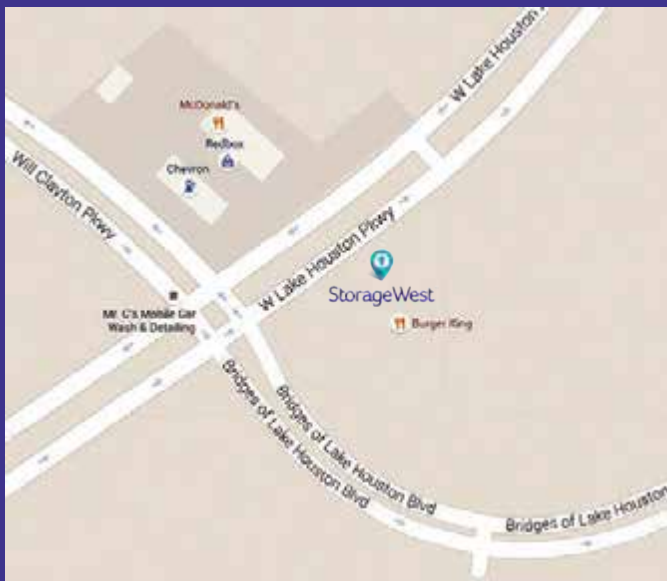 W Lake Houston
McDonald's
Redbox
Chevron
Will Clayton Pkwy
W Lake Houston Pkwy
StorageWest
Mr. C's Mobile Car
Wash & Detailing
Burger King
Bridges of Lake Houston Blvd
Bridges of Lake Houston Blvd
Bridges of Lake Houston